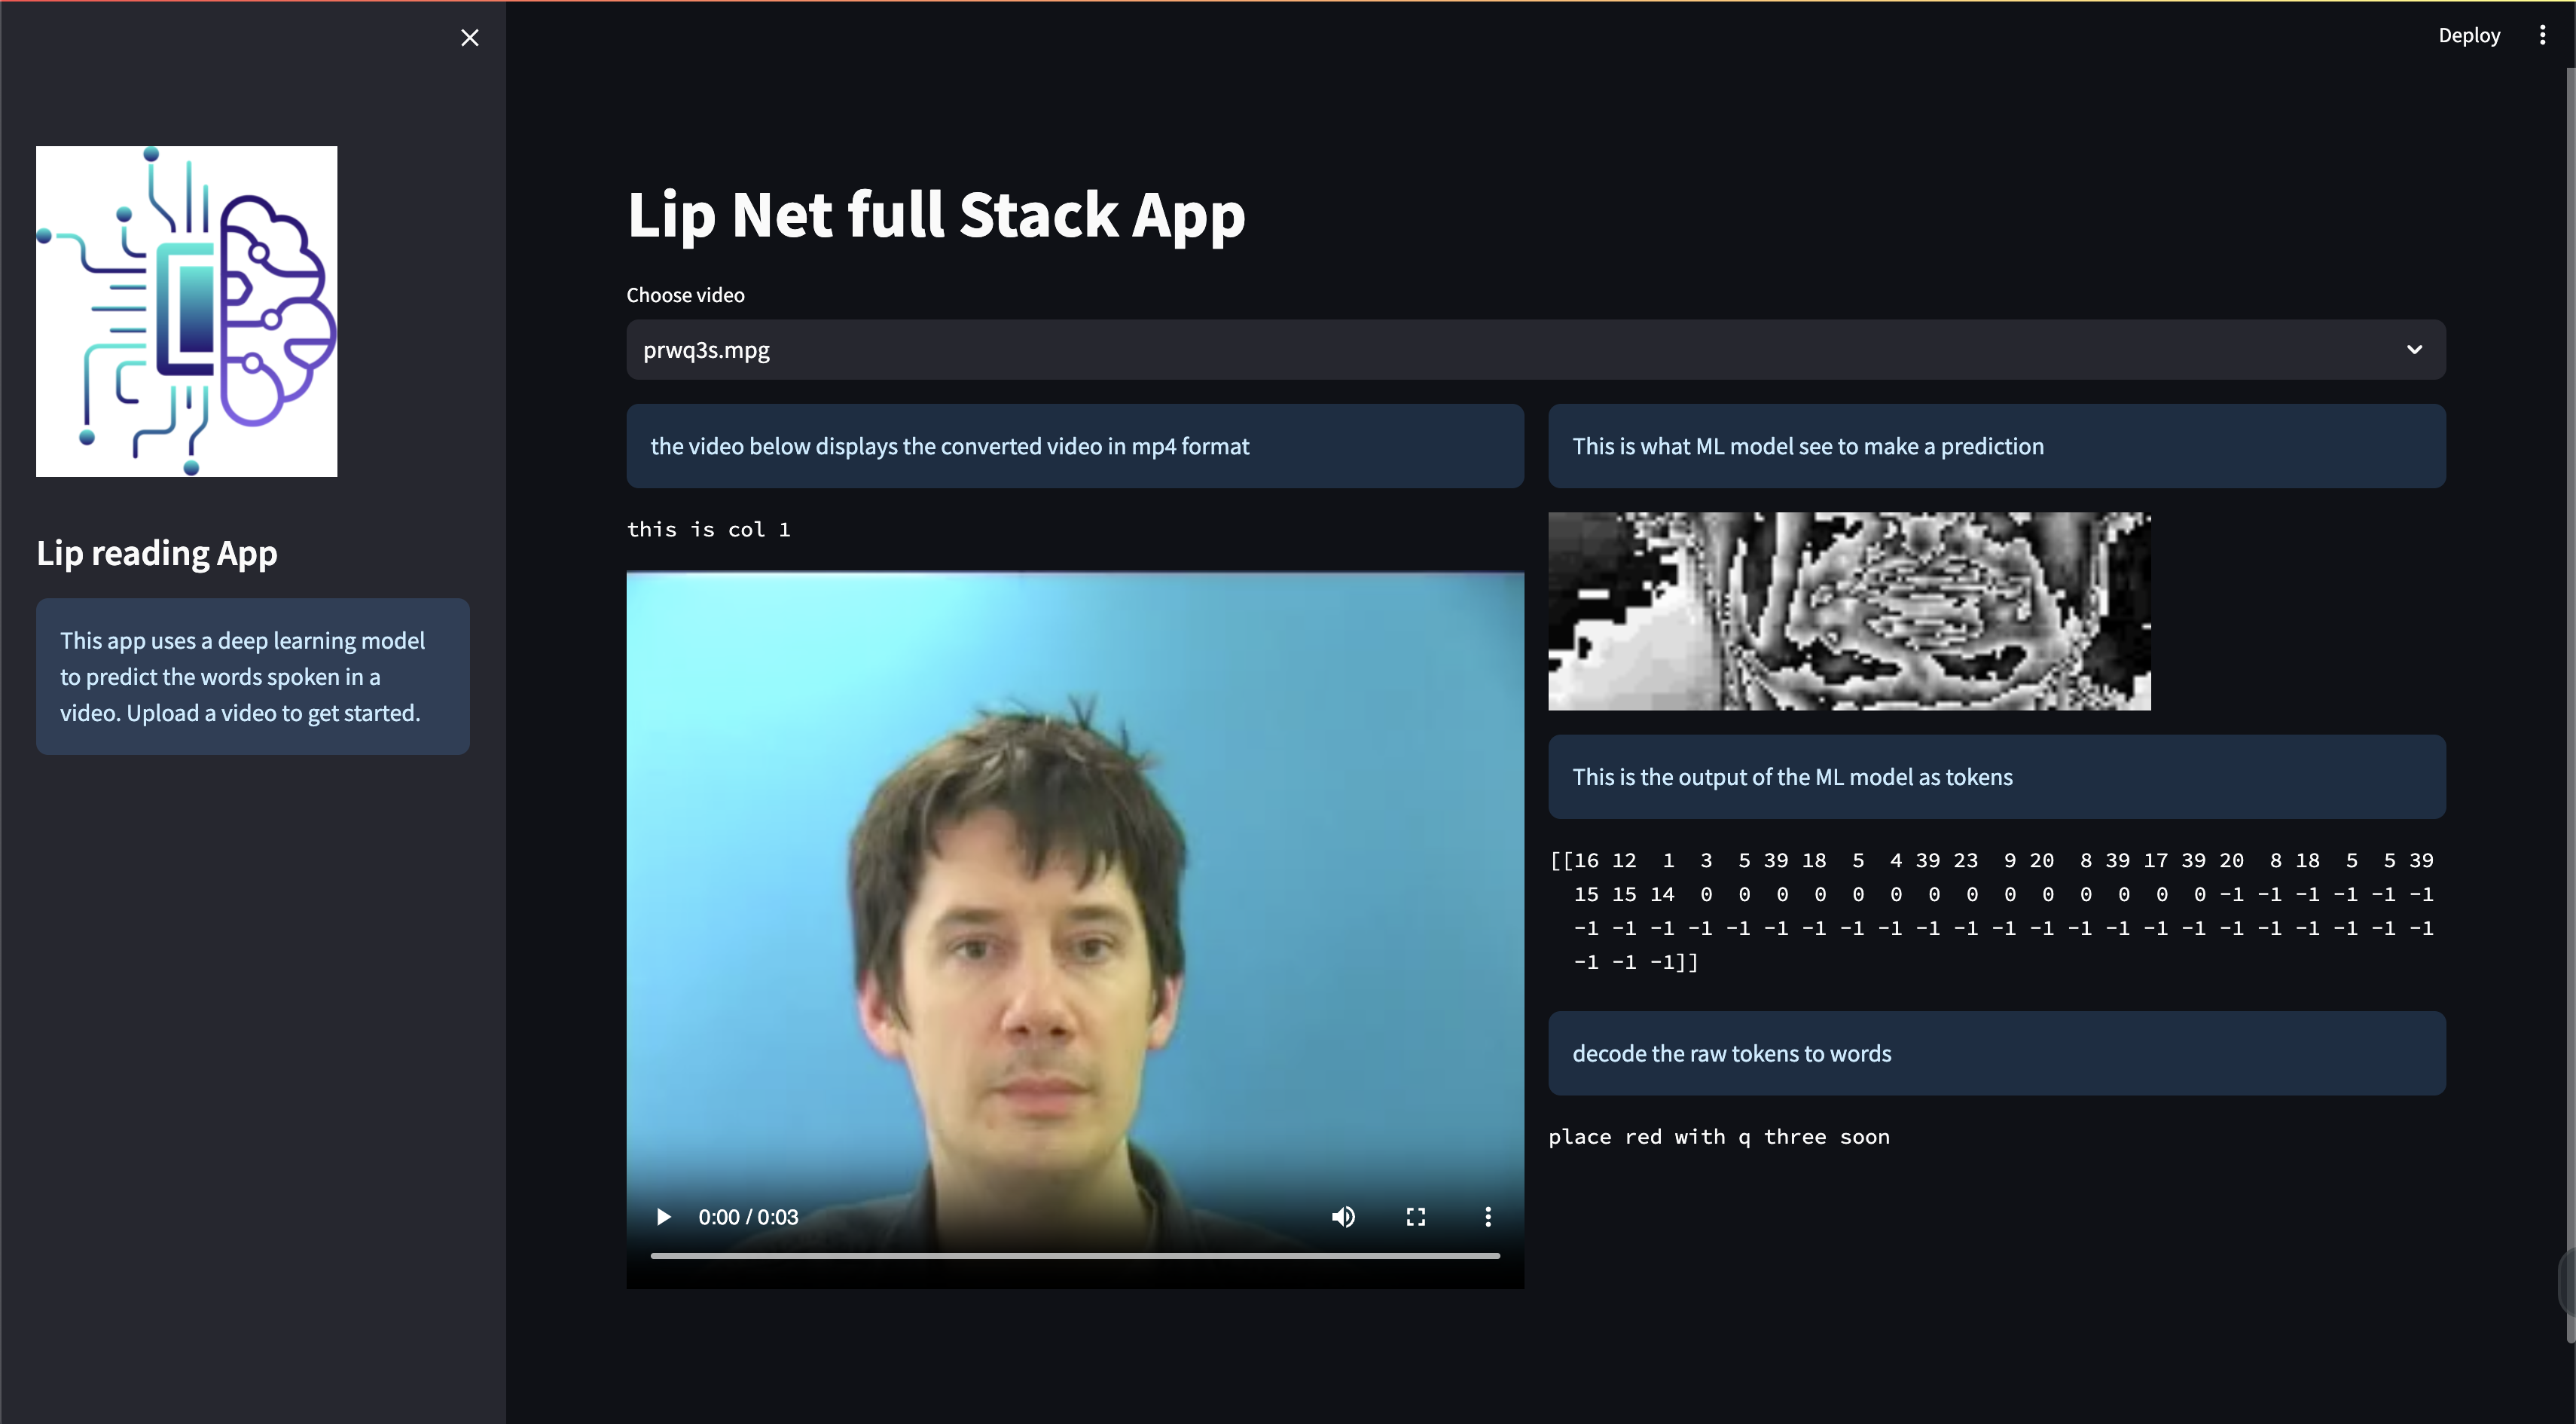 Deploy
Lip reading App
This app uses a deep learning model
to predict the words spoken in a
video. Upload a video to get started.
Lip Net full Stack App
Choose video
prwq3s.mpg
the video below displays the converted video in mp4 format
this is col 1
0:00 / 0:03
This is what ML model see to make a prediction
This is the output of the ML model as tokens
[[16 12 1 3 5 39 18 5 4 39 23 9 20 8 39 17 39 20 8 18 5 5 39
15 15 14 0 0 0 0 0 0 0 0 0 0 0 0 0 0 -1 -1 -1 -1 -1 -1
-1 -1 -1 -1 -1 -1 -1 -1 -1 -1 -1 -1 -1 -1 -1 -1 -1 -1 -1 -1 -1 -1 -1
-1 -1 -1]]
decode the raw tokens to words
place red with q three soon